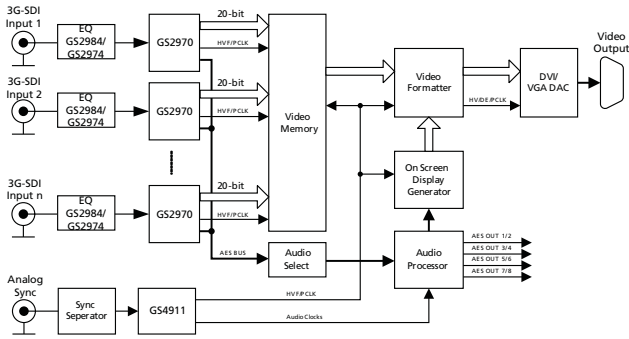 3G-SDI
Input 1
EQ
GS2984/
GS2974
GS2970
20-bit
HVF/PCLK
3G-SDI
Input 2
EQ
GS2984/
GS2974
GS2970
20-bit
HVF/PCLK
3G-SDI
Input n
EQ
GS2984/
GS2974
GS2970
20-bit
HVF/PCLK
Video
Memory
Video
Formatter
HV/DE/PCLK
DVI/
VGA DAC
Video
Output
On Screen
Display
Generator
AES BUS
Audio
Select
Audio
Processor
AES OUT 1/2
AES OUT 3/4
AES OUT 5/6
AES OUT 7/8
Analog
Sync
Sync
Seperator
GS4911
HVF/PCLK
Audio Clocks